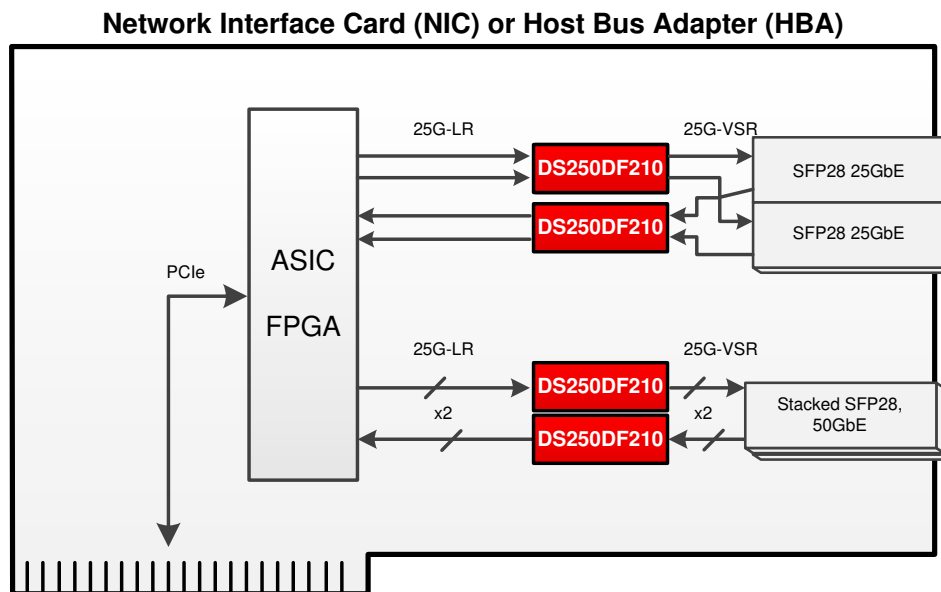 Network Interface Card (NIC) or Host Bus Adapter (HBA)
25G-LR
25G-VSR
DS250DF210
SFP28 25GbE
DS250DF210
SFP28 25GbE
ASIC
FPGA
PCIe
25G-LR
25G-VSR
DS250DF210
x2
x2
Stacked SFP28,
50GbE
DS250DF210